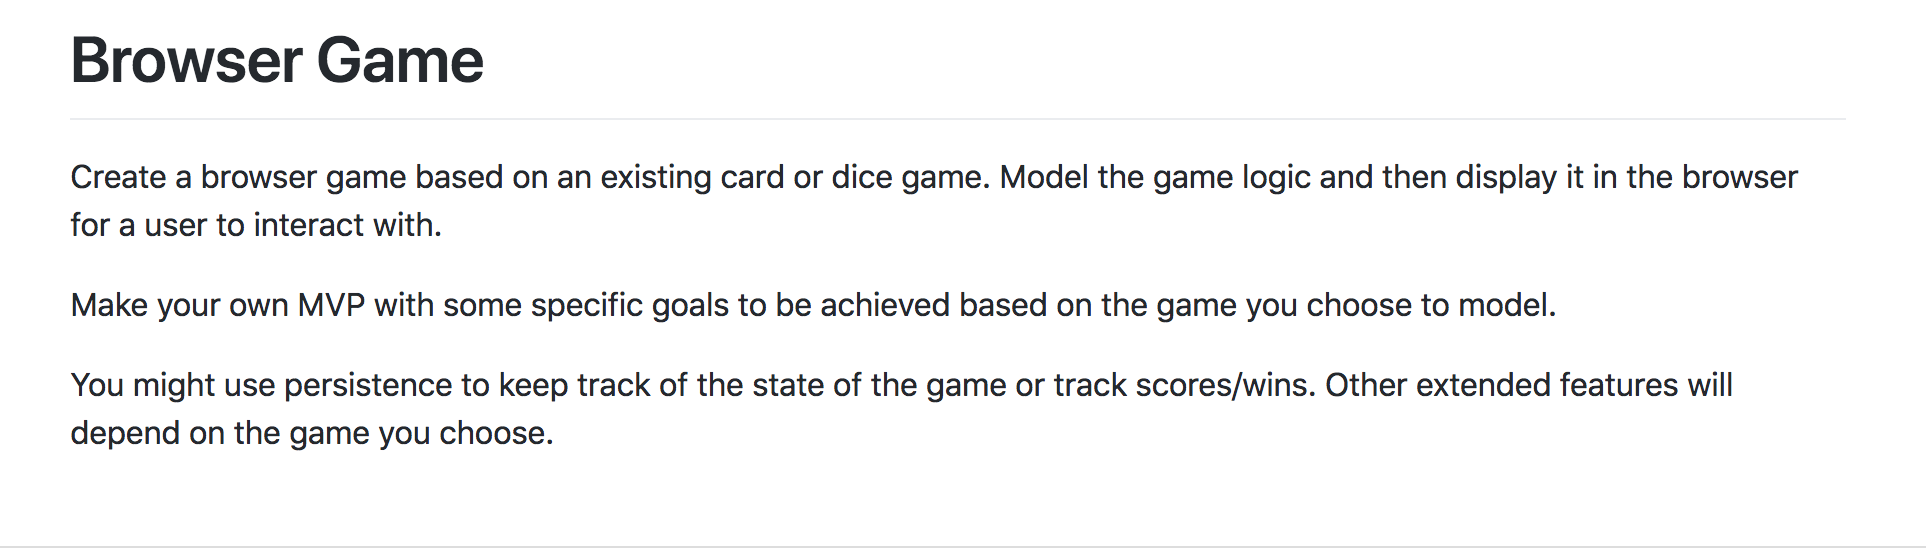 Browser Game
Create a browser game based on an existing card or dice game. Model the game logic and then display it in the browser
for a user to interact with.
Make your own MVP with some specific goals to be achieved based on the game you choose to model.
You might use persistence to keep track of the state of the game or track scores/wins. Other extended features will
depend on the game you choose.